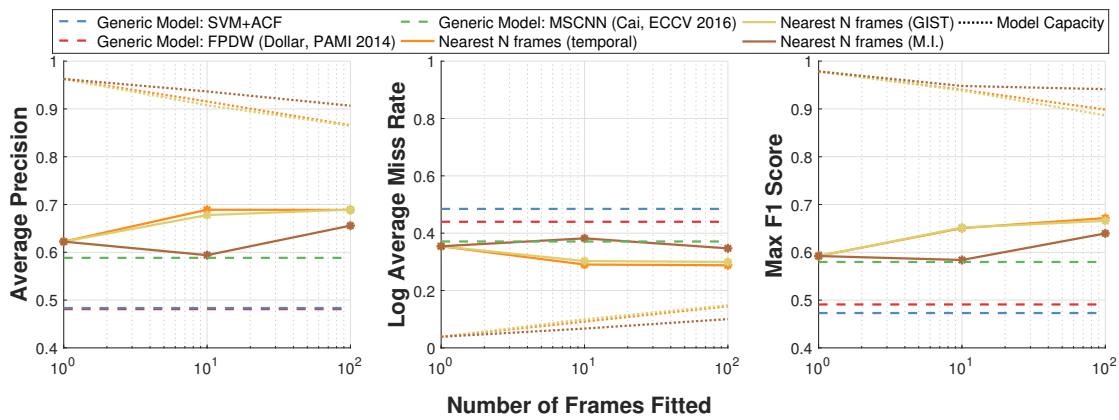 Generic Model: SVM+ACF
Generic Model: FPDW (Dollar, PAMI 2014)
Generic Model: MSCNN (Cai, ECCV 2016)
Nearest N frames (temporal)
Nearest N frames (GIST)
Nearest N frames (M.I.)
Model Capacity
Average Precision
1
0.9
0.8
0.7
0.6
0.5
0.4
10^0
10^1
10^2
Log Average Miss Rate
1
0.8
0.6
0.4
0.2
0
10^0
10^1
10^2
Max F1 Score
1
0.9
0.8
0.7
0.6
0.5
0.4
10^0
10^1
10^2
Number of Frames Fitted